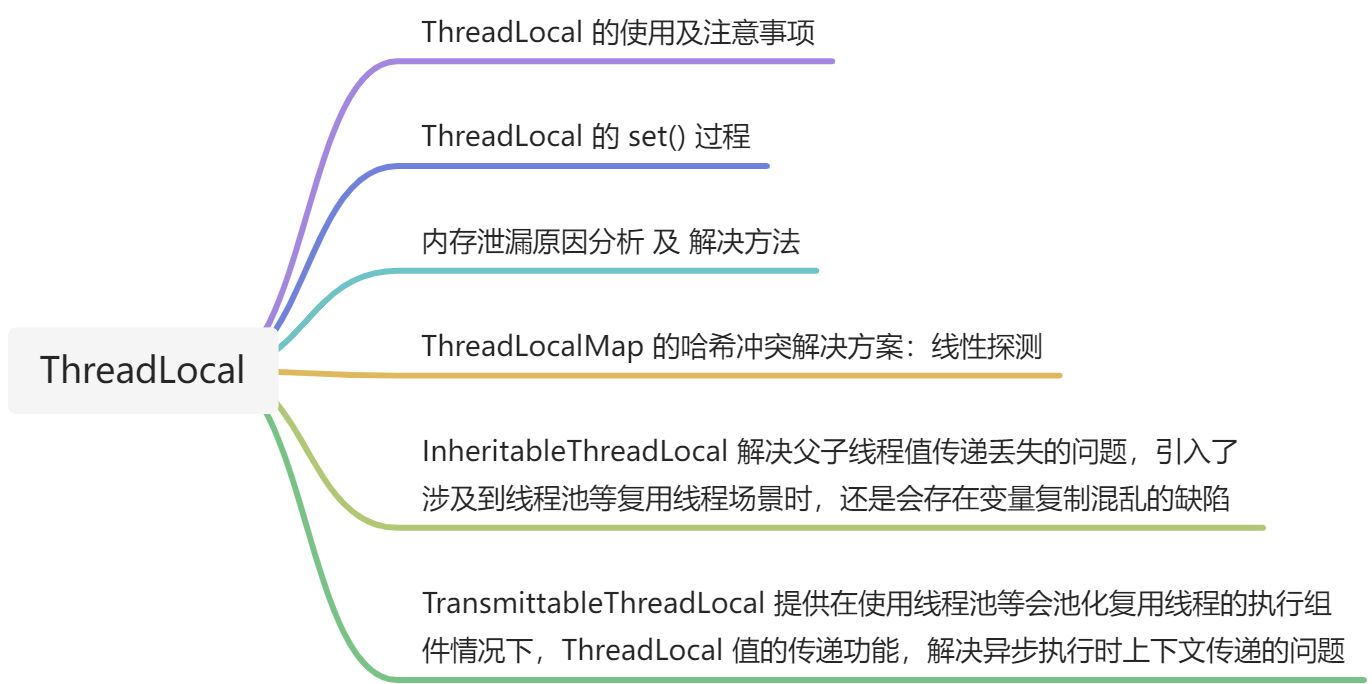 ThreadLocal
ThreadLocal 的使用及注意事项
ThreadLocal 的 set() 过程
内存泄漏原因分析 及 解决方法
ThreadLocalMap 的哈希冲突解决方案：线性探测
InheritableThreadLocal 解决父子线程值传递丢失的问题，引入了
涉及到线程池等复用线程场景时，还是会存在变量复制混乱的缺陷
TransmittableThreadLocal 提供在使用线程池等会池化复用线程的执行组
件情况下，ThreadLocal 值的传递功能，解决异步执行时上下文传递的问题